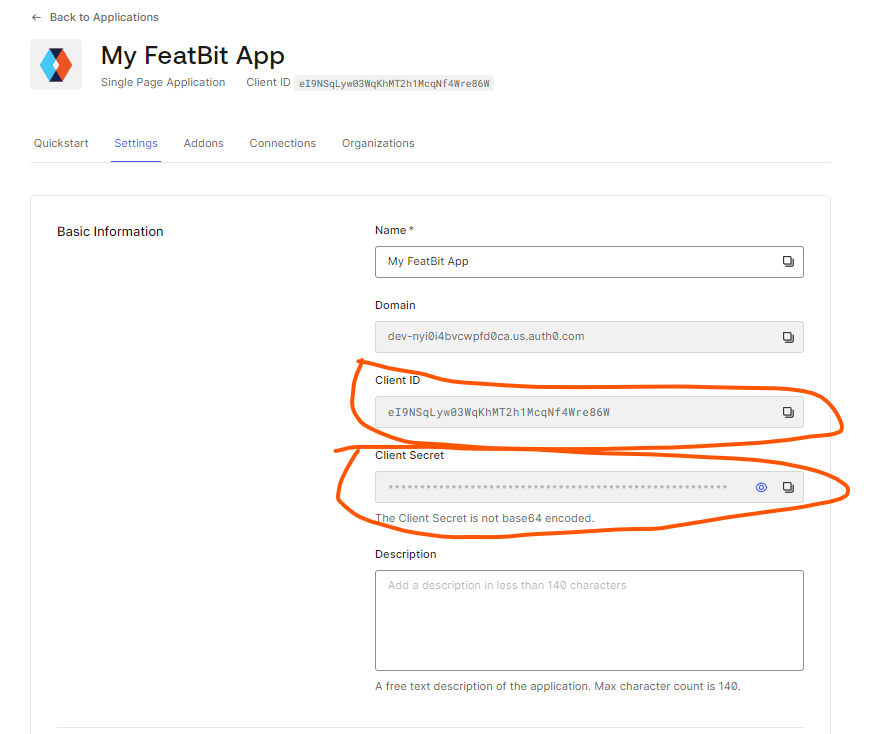 ← Back to Applications
My FeatBit App
Single Page Application Client ID eI9NSqLyw03WqKhMT2h1McqNf4Wre86W
Quickstart Settings Addons Connections Organizations
Basic Information
Name *
My FeatBit App
Domain
dev-nyi0i4bvcwpfd0ca.us.auth0.com
Client ID
eI9NSqLyw03WqKhMT2h1McqNf4Wre86W
Client Secret
The Client Secret is not base64 encoded.
Description
Add a description in less than 140 characters
A free text description of the application. Max character count is 140.